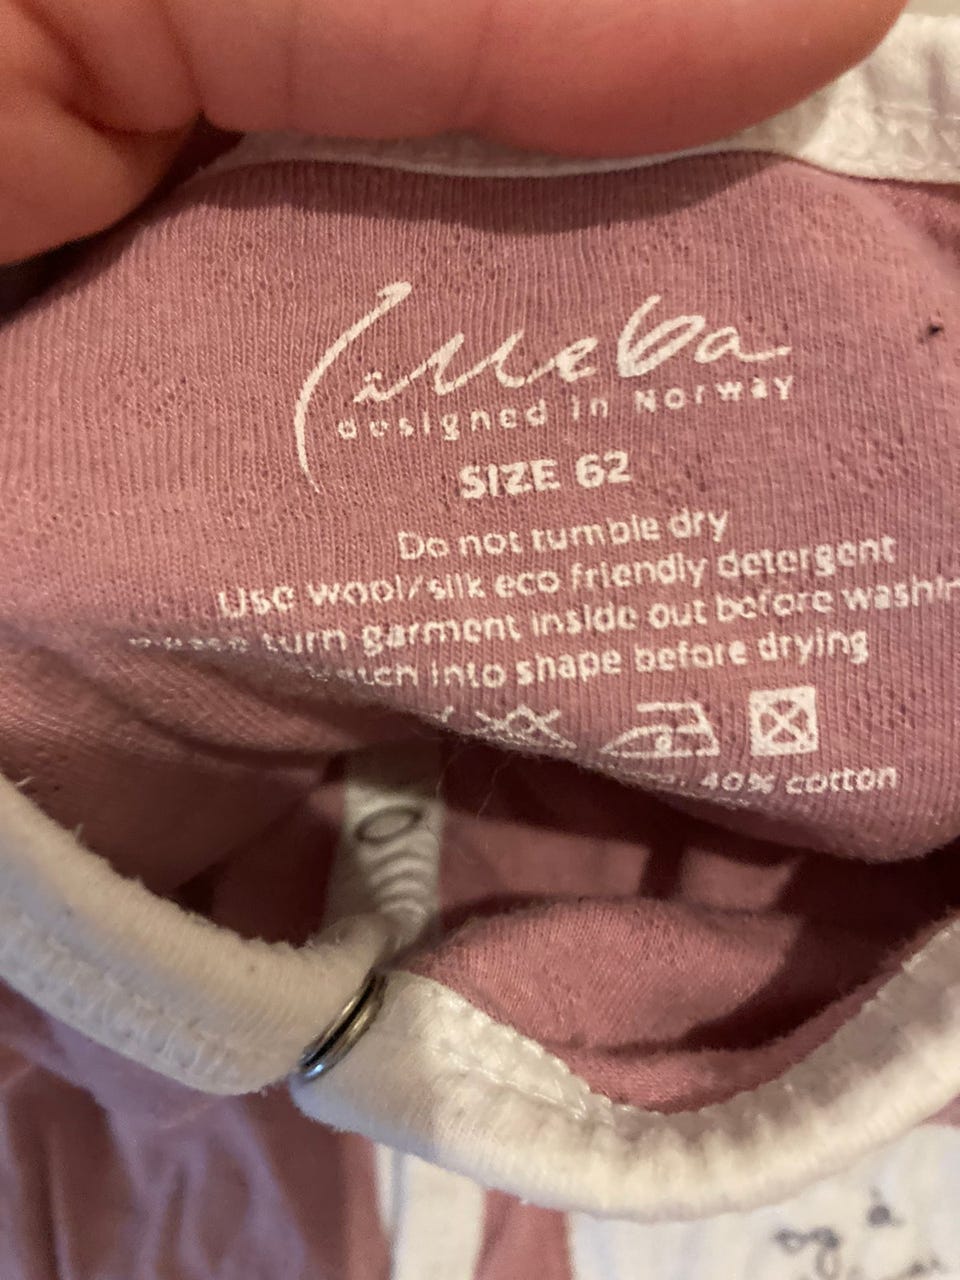 designed in Norway
SIZE 62
Do not tumble dry
Use wool/silk eco friendly detergent
turn garment inside out before
into shape before drying
40% cotton
og å